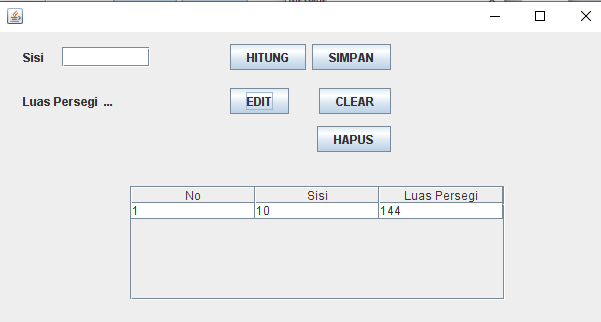 Sisi HITUNG SIMPAN
Luas Persegi ... EDIT CLEAR
HAPUS
No Sisi Luas Persegi
1 10 144